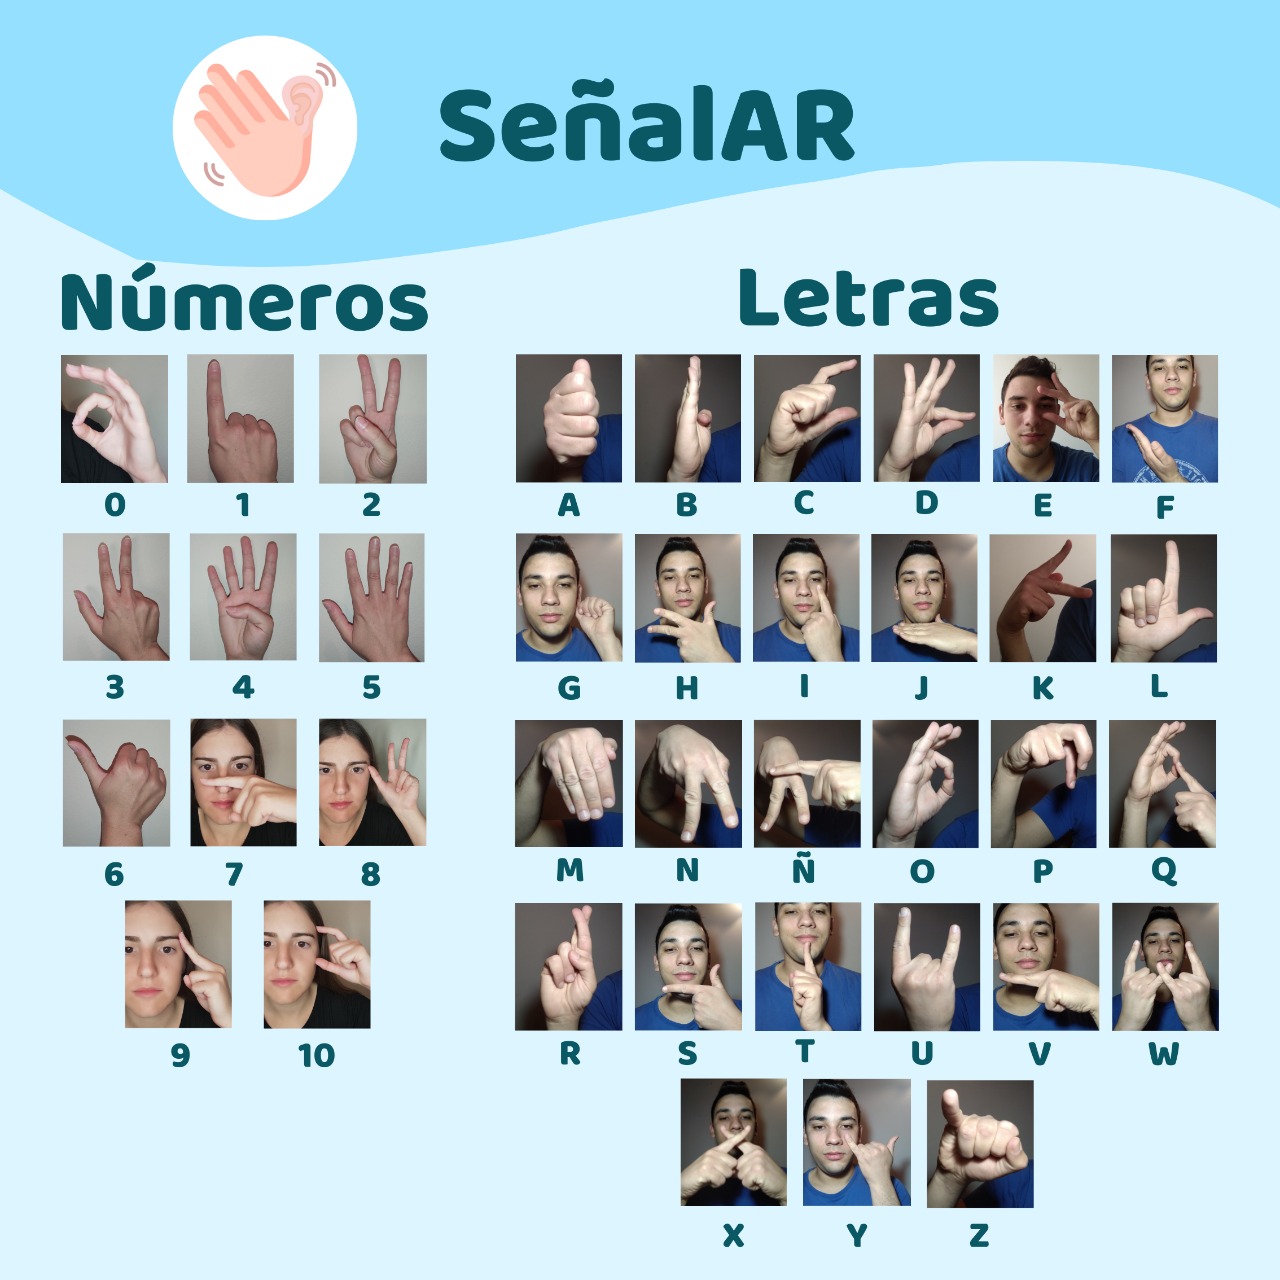 SeñalAR
Números
0 1 2
3 4 5
6 7 8
9 10
Letras
A B C D E F
G H I J K L
M N Ñ O P Q
R S T U V W
X Y Z